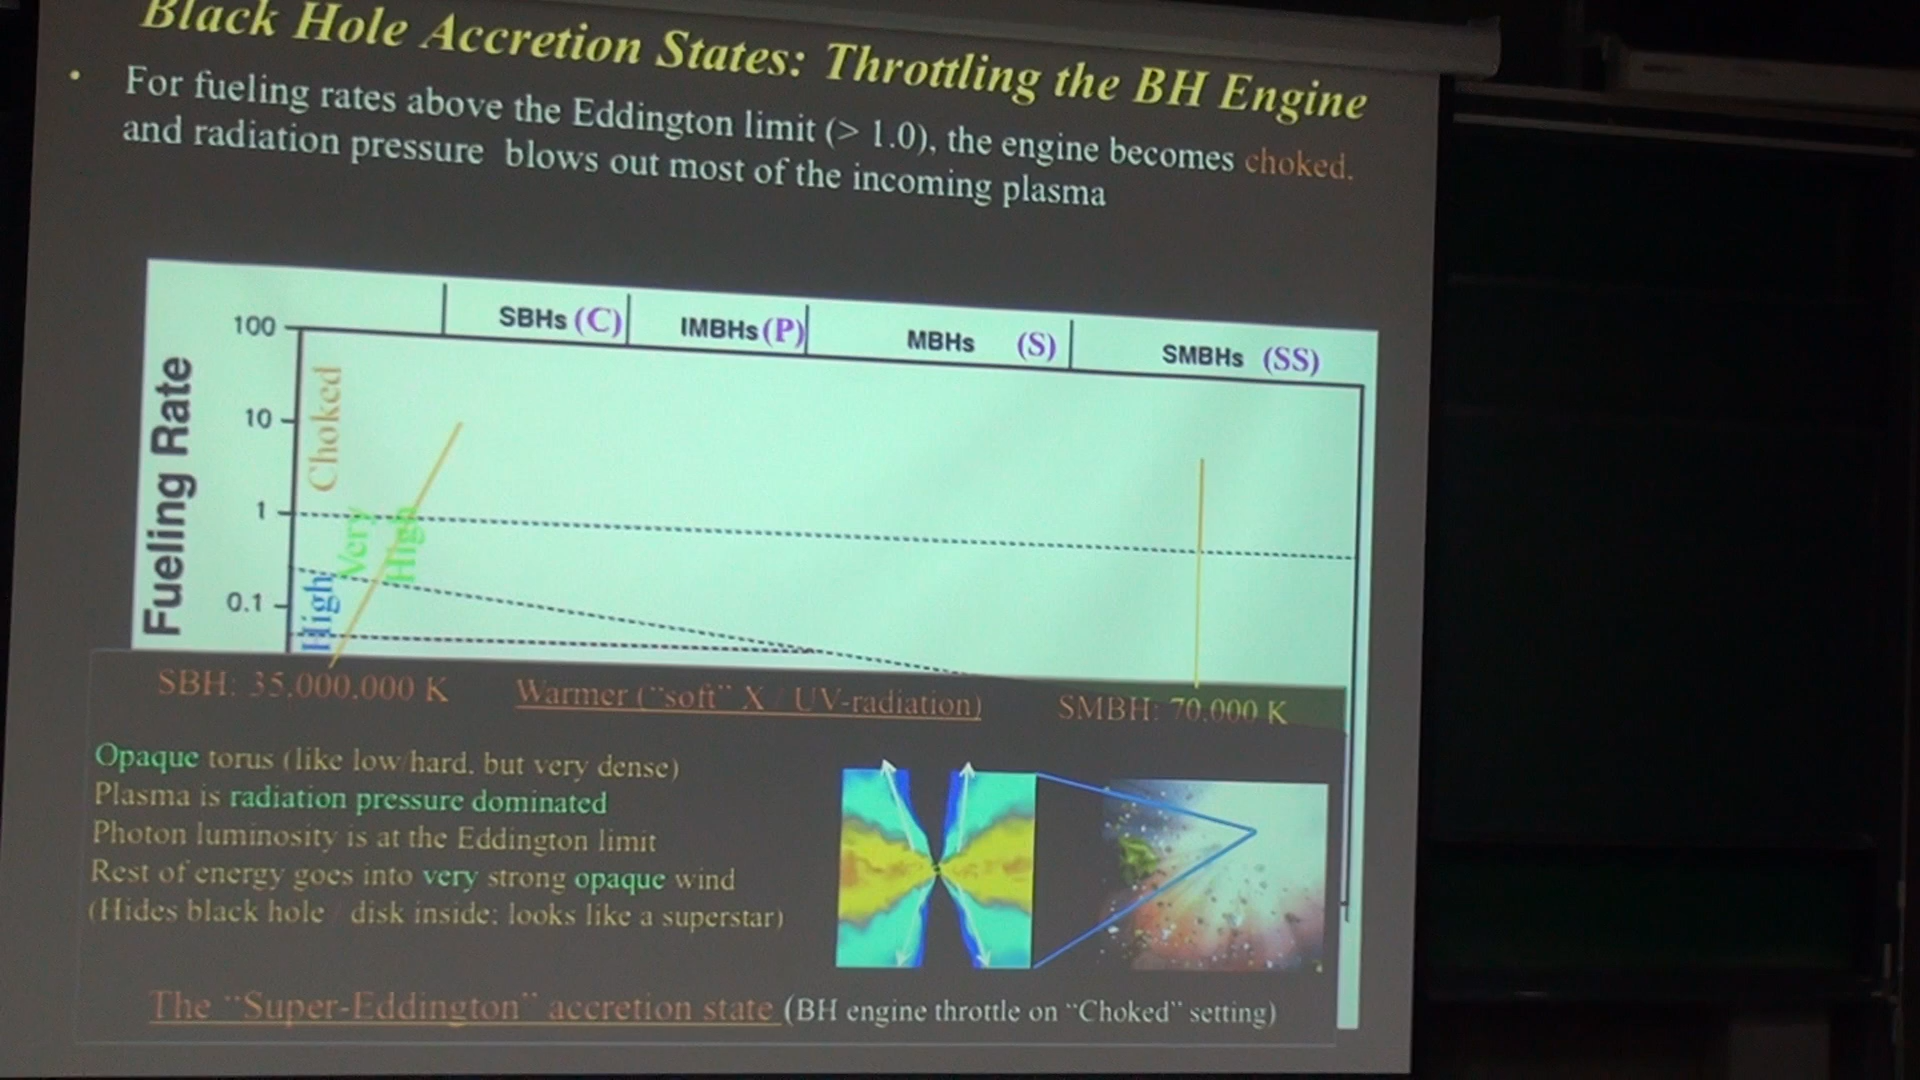 Black Hole Accretion States: Throttling the BH Engine
• For fueling rates above the Eddington limit (> 1.0), the engine becomes choked.
and radiation pressure blows out most of the incoming plasma
SBHs (C) IMBHs (P) MBHs (S) SMBHs (SS)
Fueling Rate
100
10
1
0.1
Choked
Very
High
High
SBH: 35,000,000 K Warmer ("soft" X / UV-radiation) SMBH: 70,000 K
Opaque torus (like low/hard, but very dense)
Plasma is radiation pressure dominated
Photon luminosity is at the Eddington limit
Rest of energy goes into very strong opaque wind
(Hides black hole / disk inside; looks like a superstar)
The "Super-Eddington" accretion state (BH engine throttle on "Choked" setting)